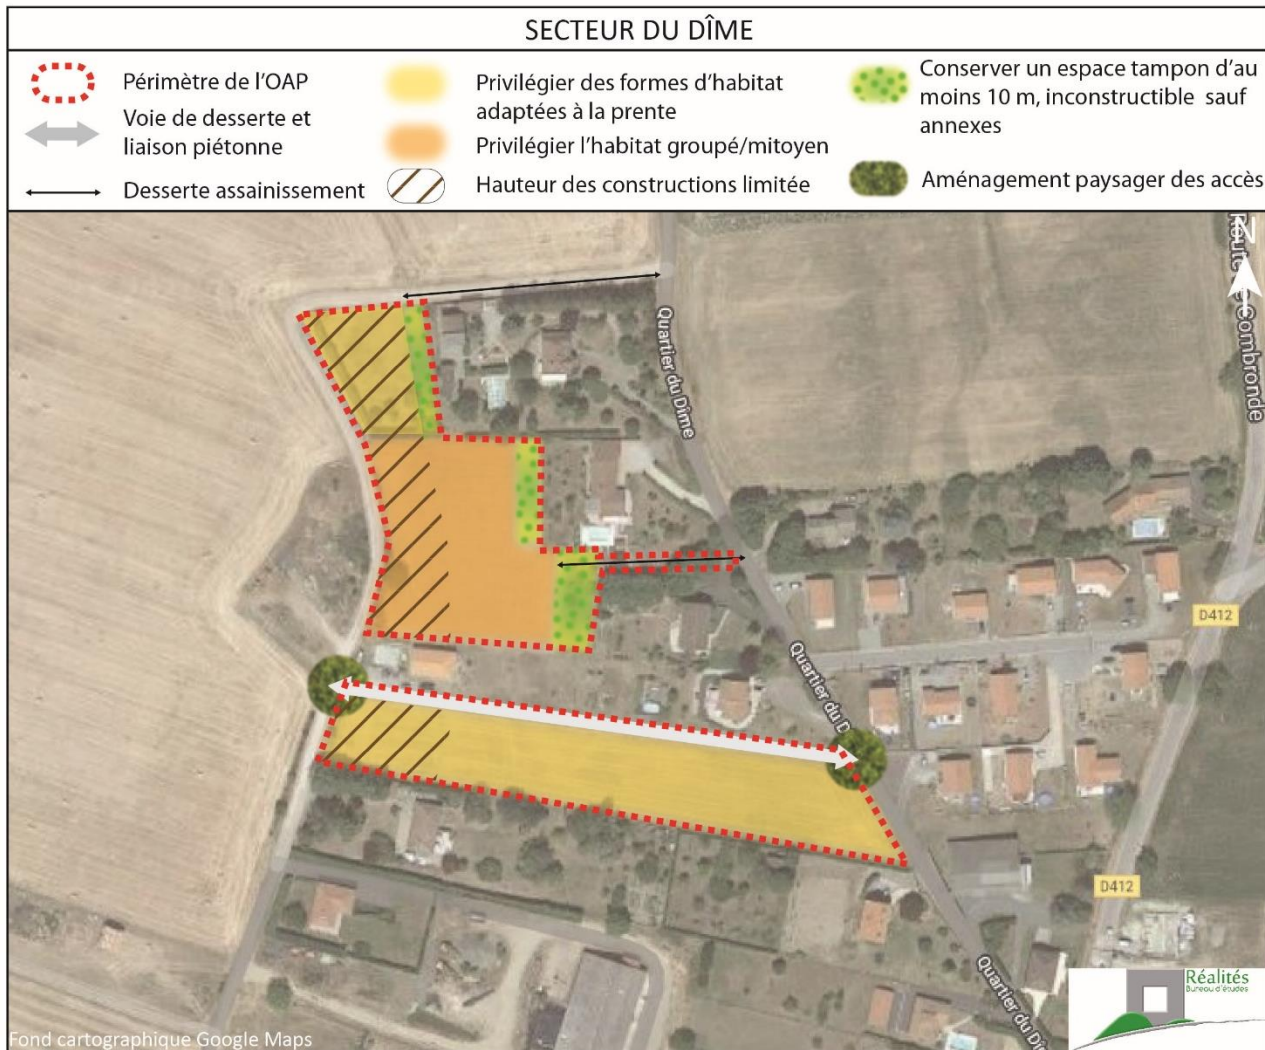 SECTEUR DU DÎME
Périmètre de l'OAP
Voie de desserte et
liaison piétonne
Desserte assainissement
Privilégier des formes d'habitat
adaptées à la prente
Privilégier l'habitat groupé/mitoyen
Hauteur des constructions limitée
Conserver un espace tampon d'au
moins 10 m, inconstructible sauf
annexes
Aménagement paysager des accès
N
Route Combronde
Quartier du Dîme
Quartier du D
D412
D412
Quartier du Dîm
Réalités
Bureau d'études
Fond cartographique Google Maps